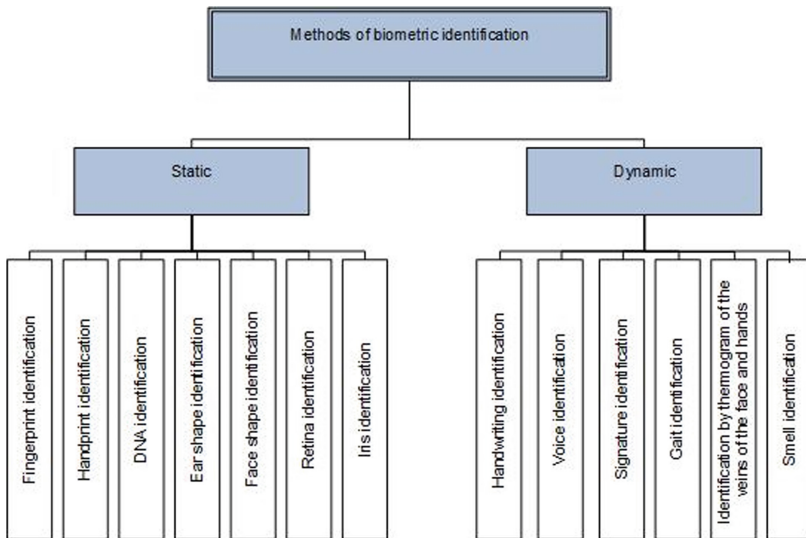 Methods of biometric identification
Static
Dynamic
Fingerprint identification
Handprint identification
DNA identification
Ear shape identification
Face shape identification
Retina identification
Iris identification
Handwriting identification
Voice identification
Signature identification
Gait identification
Identification by themogram of the
veins of the face and hands
Smell identification